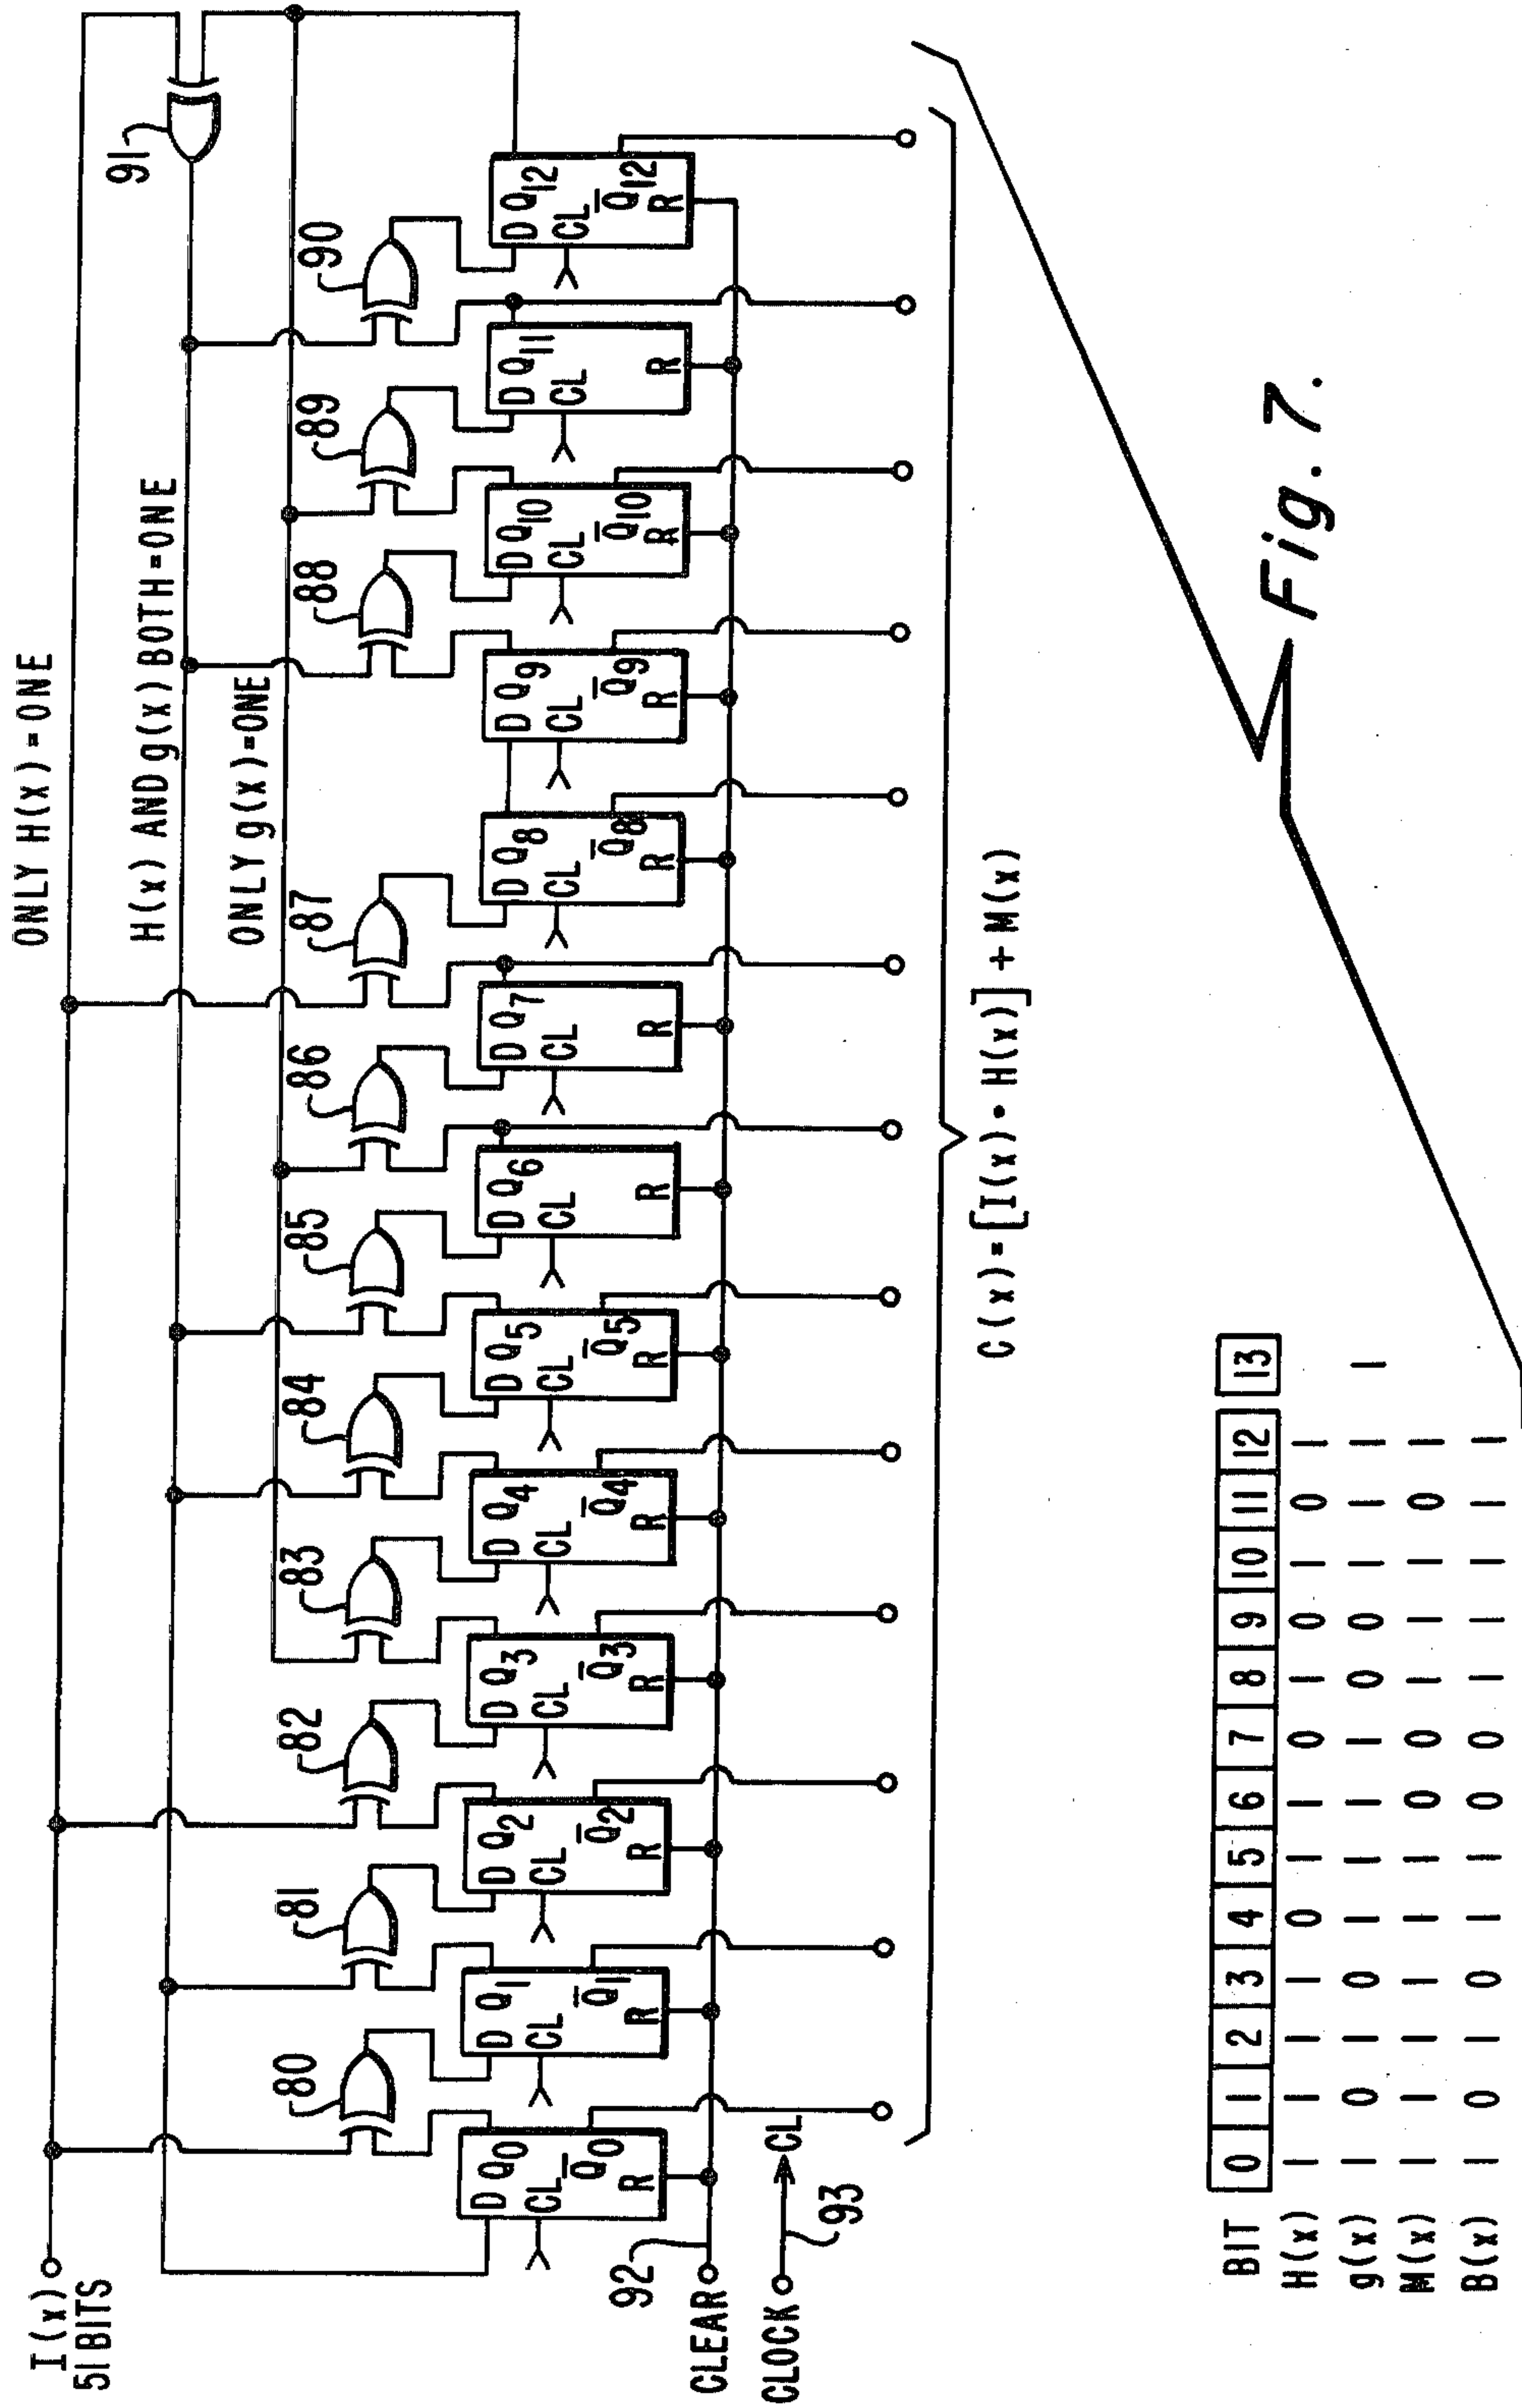 ONLY H(x) = ONE
I(x)
51 BITS
H(x) AND g(x) BOTH = ONE
91
ONLY g(x) = ONE
80 81 82 83 84 85 86 87 88 89 90
D Q0 D Q1 D Q2 D Q3 D Q4 D Q5 D Q6 D Q7 D Q8 D Q9 D Q10 D Q11 D Q12
CL CL CL CL CL CL CL CL CL CL CL CL CL
Q̄0 Q̄1 Q̄2 Q̄3 Q̄4 Q̄5 Q̄8 Q̄9 Q̄10 Q̄12
R R R R R R R R R R R R R
92
CLEAR
CLOCK CL
93
C(x) = [I(x) • H(x)] + M(x)
BIT 0 1 2 3 4 5 6 7 8 9 10 11 12 13
H(x) 1 1 1 1 0 1 1 0 1 0 1 0 1
g(x) 1 0 1 0 1 1 1 1 0 0 1 1 1 1
M(x) 1 1 1 1 1 1 0 0 1 1 1 0 1
B(x) 1 0 1 0 1 1 0 0 1 1 1 1 1
Fig. 7.